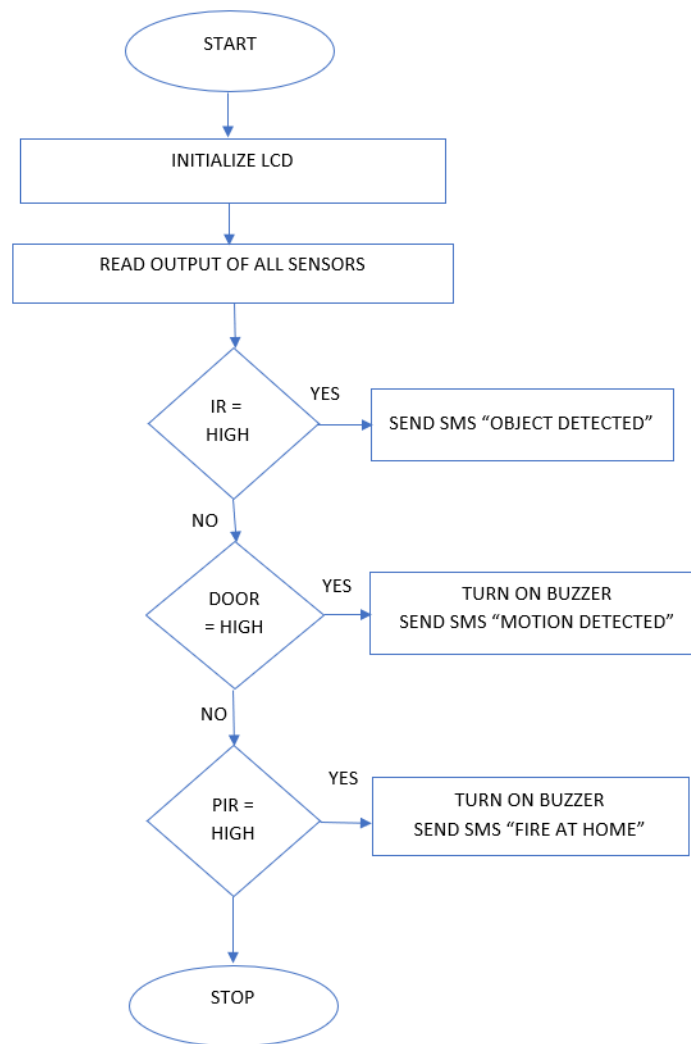 START
INITIALIZE LCD
READ OUTPUT OF ALL SENSORS
IR =
HIGH
YES
SEND SMS “OBJECT DETECTED”
NO
DOOR
= HIGH
YES
TURN ON BUZZER
SEND SMS “MOTION DETECTED”
NO
PIR =
HIGH
YES
TURN ON BUZZER
SEND SMS “FIRE AT HOME”
STOP